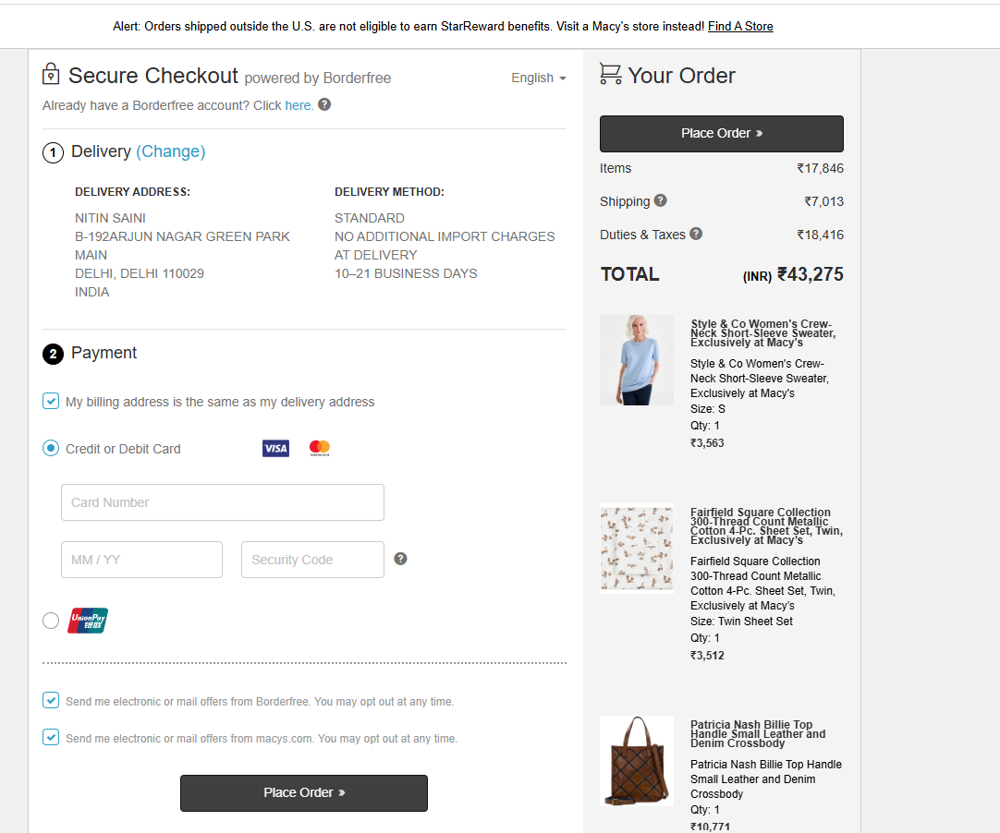 Alert: Orders shipped outside the U.S. are not eligible to earn StarReward benefits. Visit a Macy's store instead! Find A Store
Secure Checkout powered by Borderfree
English
Already have a Borderfree account? Click here. ?
1 Delivery (Change)
DELIVERY ADDRESS:
NITIN SAINI
B-192ARJUN NAGAR GREEN PARK
MAIN
DELHI, DELHI 110029
INDIA
DELIVERY METHOD:
STANDARD
NO ADDITIONAL IMPORT CHARGES
AT DELIVERY
10–21 BUSINESS DAYS
2 Payment
My billing address is the same as my delivery address
Credit or Debit Card VISA mastercard
Card Number
MM / YY Security Code ?
UnionPay
银联
Send me electronic or mail offers from Borderfree. You may opt out at any time.
Send me electronic or mail offers from macys.com. You may opt out at any time.
Place Order »
Your Order
Place Order »
Items ₹17,846
Shipping ? ₹7,013
Duties & Taxes ? ₹18,416
TOTAL (INR) ₹43,275
Style & Co Women's Crew-
Neck Short-Sleeve Sweater,
Exclusively at Macy's
Style & Co Women's Crew-
Neck Short-Sleeve Sweater,
Exclusively at Macy's
Size: S
Qty: 1
₹3,563
Fairfield Square Collection
300-Thread Count Metallic
Cotton 4-Pc. Sheet Set, Twin,
Exclusively at Macy's
Fairfield Square Collection
300-Thread Count Metallic
Cotton 4-Pc. Sheet Set, Twin,
Exclusively at Macy's
Size: Twin Sheet Set
Qty: 1
₹3,512
Patricia Nash Billie Top
Handle Small Leather and
Denim Crossbody
Patricia Nash Billie Top Handle
Small Leather and Denim
Crossbody
Qty: 1
₹10,771